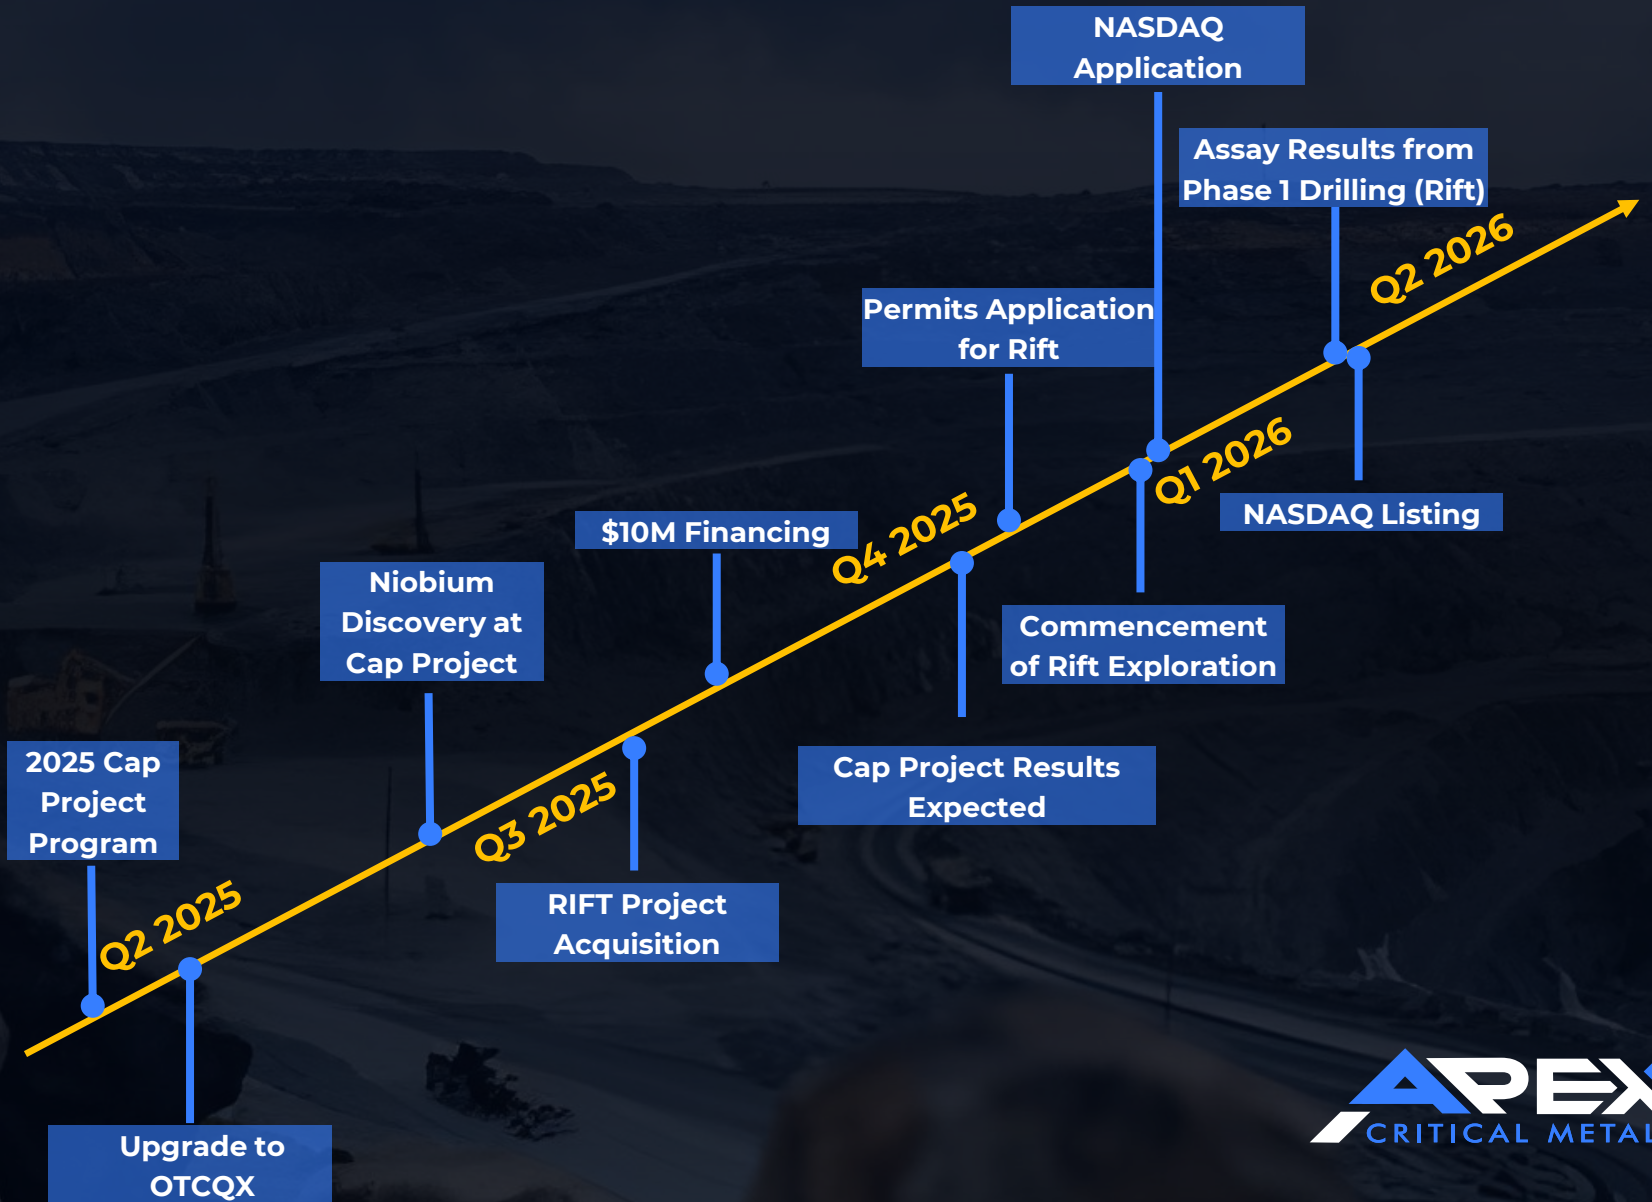 NASDAQ
Application
Assay Results from
Phase 1 Drilling (Rift)
Q2 2026
Permits Application
for Rift
Q1 2026
NASDAQ Listing
$10M Financing
Q4 2025
Niobium
Discovery at
Cap Project
Commencement
of Rift Exploration
2025 Cap
Project
Program
Cap Project Results
Expected
Q3 2025
RIFT Project
Acquisition
Q2 2025
Upgrade to
OTCQX
APEX
CRITICAL METAL